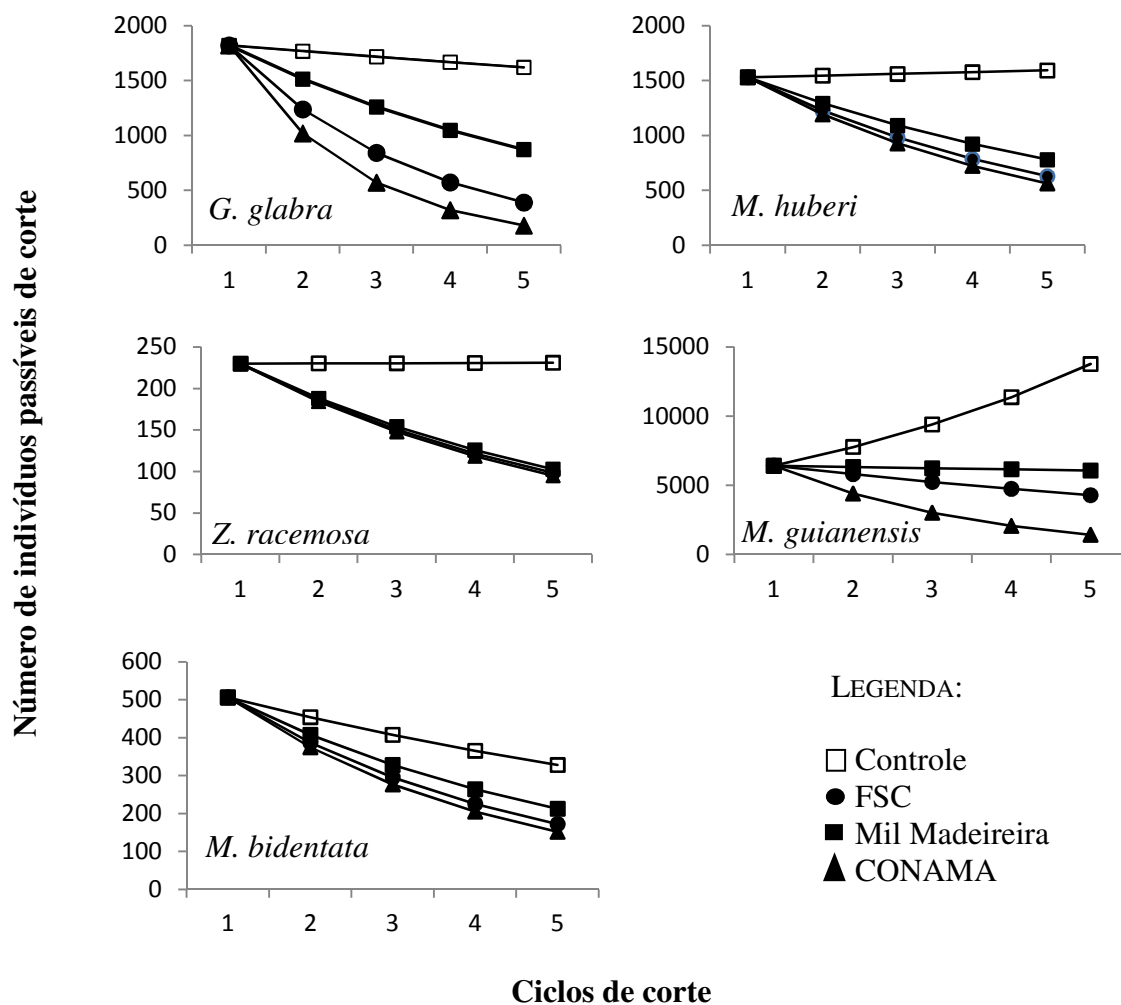 Número de indivíduos passíveis de corte
2000
1500
1000
500
0
G. glabra
1 2 3 4 5
2000
1500
1000
500
0
M. huberi
1 2 3 4 5
250
200
150
100
50
0
Z. racemosa
1 2 3 4 5
15000
10000
5000
0
M. guianensis
1 2 3 4 5
600
500
400
300
200
100
0
M. bidentata
1 2 3 4 5
LEGENDA:
Controle
FSC
Mil Madeireira
CONAMA
Ciclos de corte